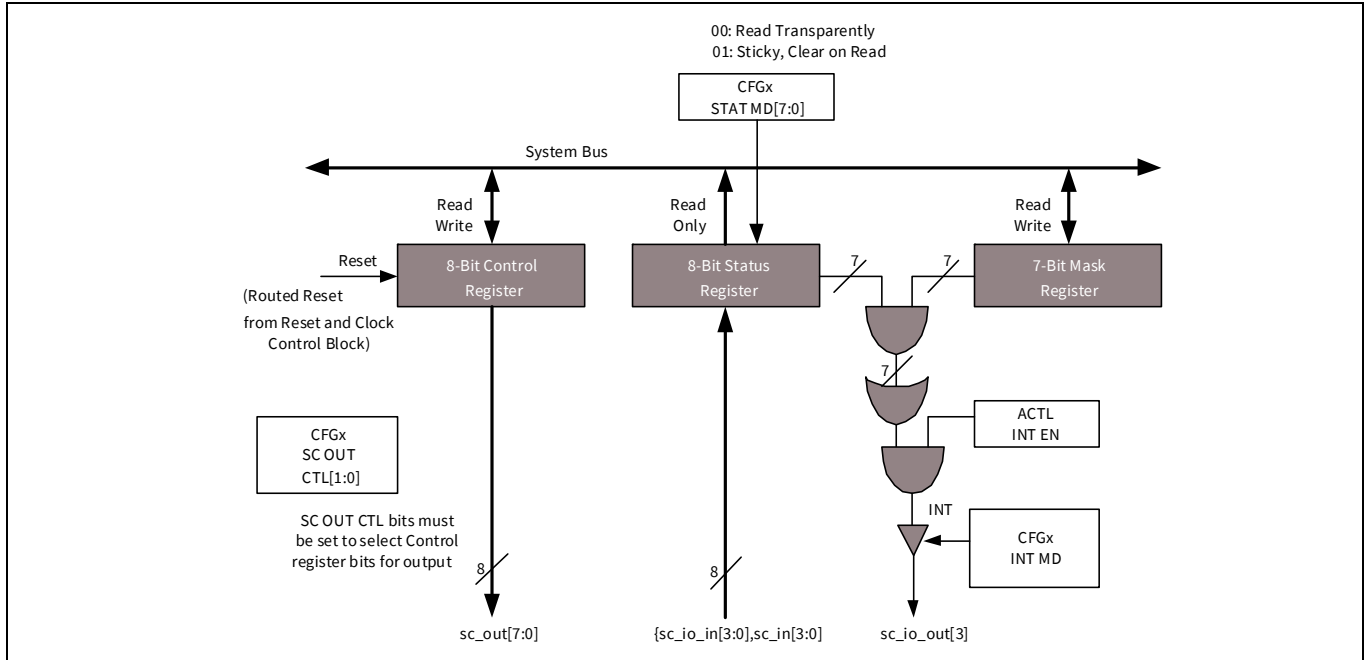 00: Read Transparently
01: Sticky, Clear on Read
CFGx
STAT MD[7:0]
System Bus
Read
Write
Read
Only
Read
Write
Reset
8-Bit Control
Register
8-Bit Status
Register
7
7
7-Bit Mask
Register
(Routed Reset
from Reset and Clock
Control Block)
7
CFGx
SC OUT
CTL[1:0]
ACTL
INT EN
SC OUT CTL bits must
be set to select Control
register bits for output
INT
CFGx
INT MD
8
8
sc_out[7:0]
{sc_io_in[3:0],sc_in[3:0]
sc_io_out[3]